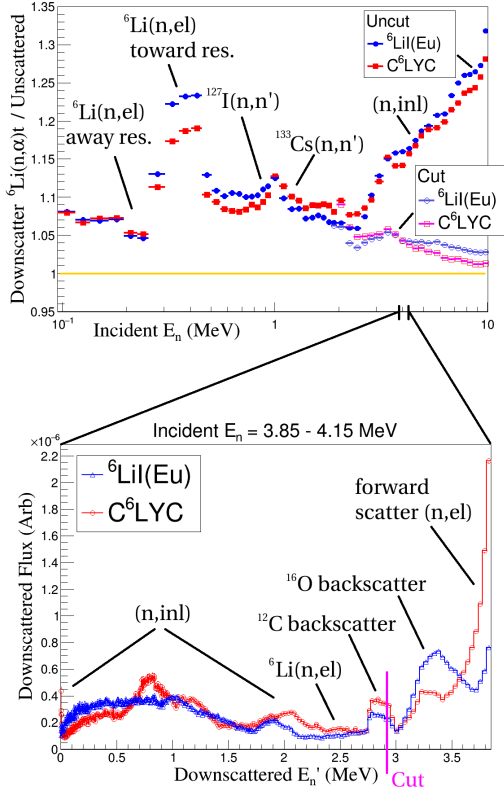 Downscatter ⁶Li(n,α)t / Unscattered
1.35
1.3
1.25
1.2
1.15
1.1
1.05
1
0.95
Uncut
⁶LiI(Eu)
C⁶LYC
⁶Li(n,el)
toward res.
⁶Li(n,el)
away res.
¹²⁷I(n,n')
¹³³Cs(n,n')
(n,inl)
Cut
⁶LiI(Eu)
C⁶LYC
10⁻¹
1
10
Incident Eₙ (MeV)
Incident Eₙ = 3.85 - 4.15 MeV
×10⁻⁶
Downscattered Flux (Arb)
2.2
2
1.8
1.6
1.4
1.2
1
0.8
0.6
0.4
0.2
0
⁶LiI(Eu)
C⁶LYC
forward
scatter (n,el)
¹⁶O backscatter
¹²C backscatter
⁶Li(n,el)
(n,inl)
0 0.5 1 1.5 2 2.5 3 3.5
Downscattered Eₙ' (MeV)
Cut